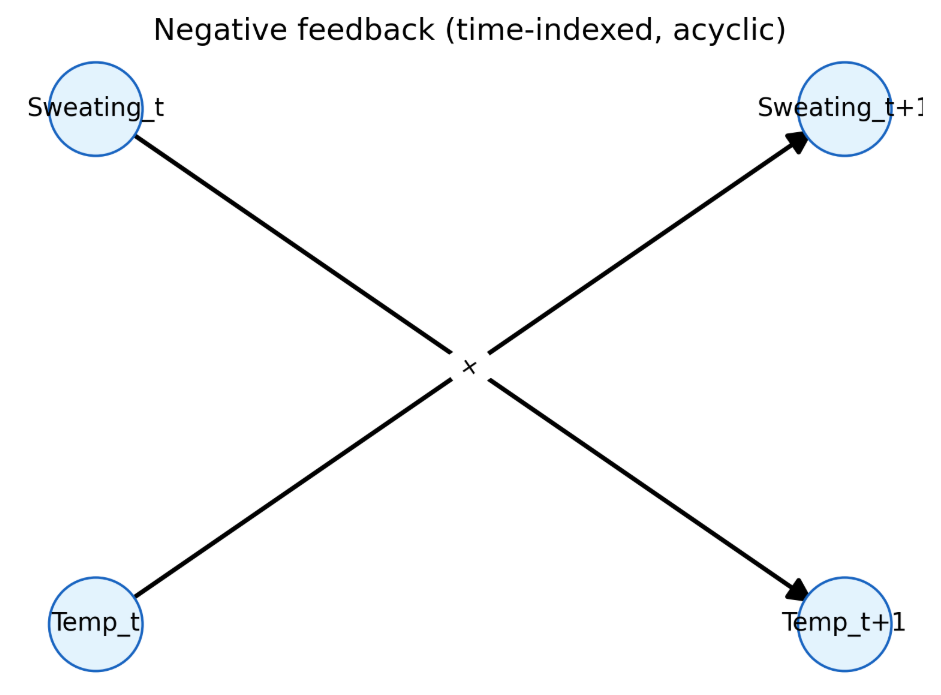 Negative feedback (time-indexed, acyclic)
Sweating_t
Sweating_t+1
×
Temp_t
Temp_t+1